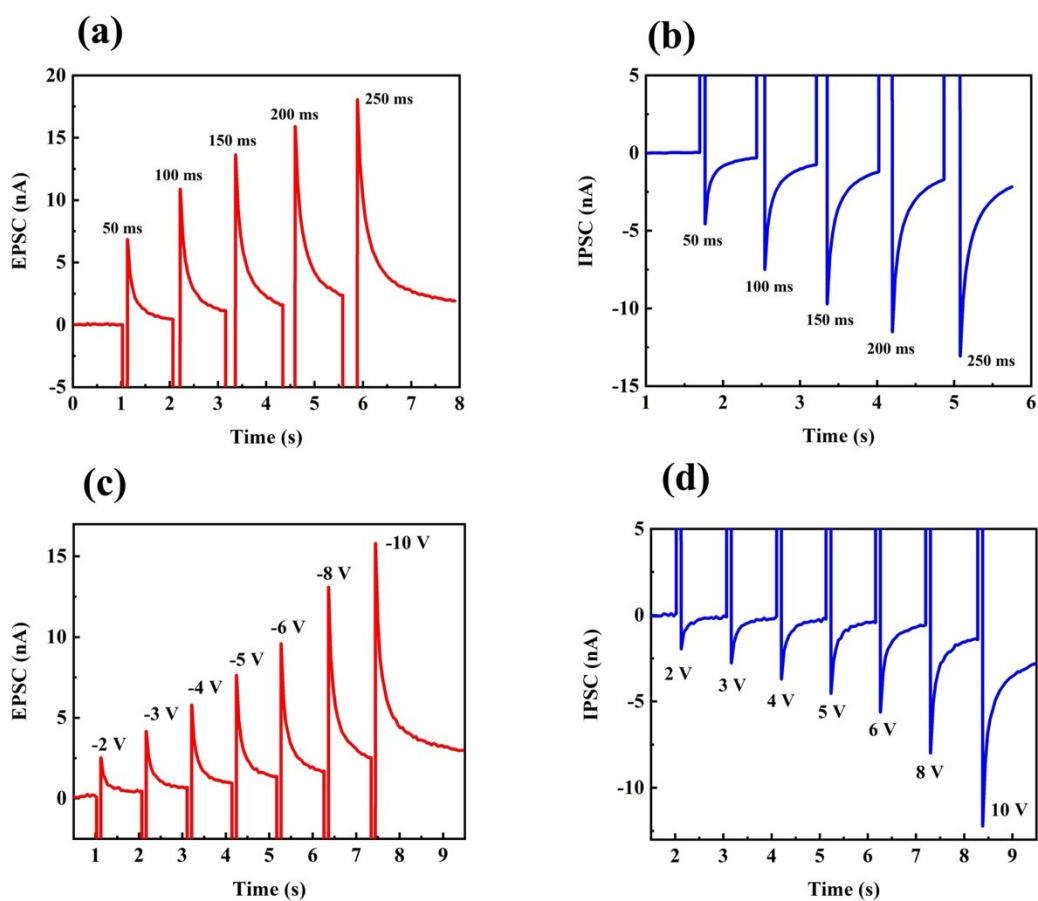 (a)
20
15
10
5
0
-5
EPSC (nA)
50 ms
100 ms
150 ms
200 ms
250 ms
0 1 2 3 4 5 6 7 8
Time (s)
(b)
5
0
-5
-10
-15
IPSC (nA)
50 ms
100 ms
150 ms
200 ms
250 ms
1 2 3 4 5 6
Time (s)
(c)
15
10
5
0
EPSC (nA)
-2 V
-3 V
-4 V
-5 V
-6 V
-8 V
-10 V
1 2 3 4 5 6 7 8 9
Time (s)
(d)
5
0
-5
-10
IPSC (nA)
2 V
3 V
4 V
5 V
6 V
8 V
10 V
2 3 4 5 6 7 8 9
Time (s)